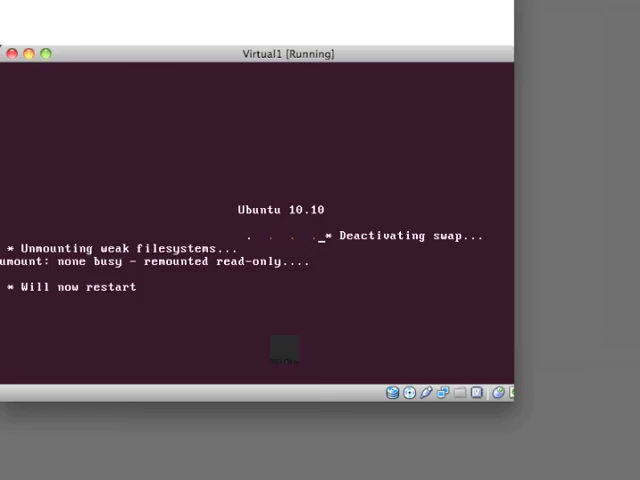 Virtual1 [Running]
Ubuntu 10.10
. . . ._* Deactivating swap...
* Unmounting weak filesystems...
umount: none busy - remounted read-only....
* Will now restart